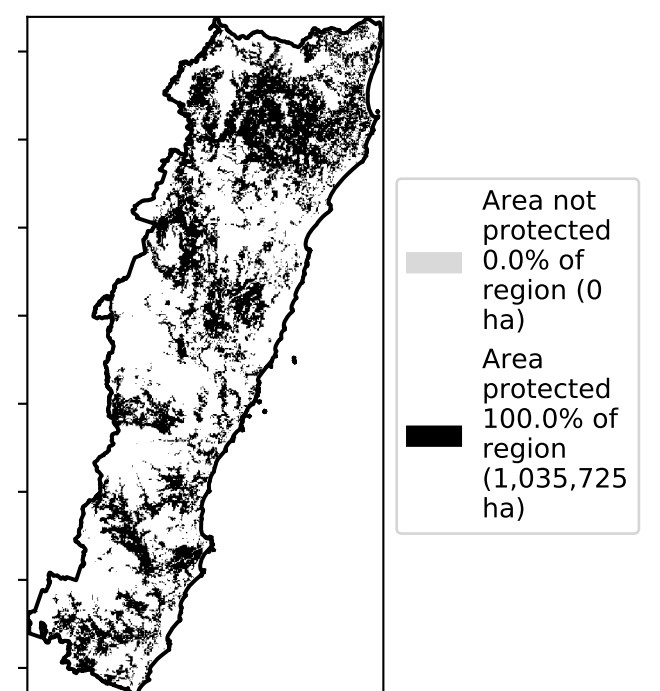 Area not
protected
0.0% of
region (0
ha)
Area
protected
100.0% of
region
(1,035,725
ha)